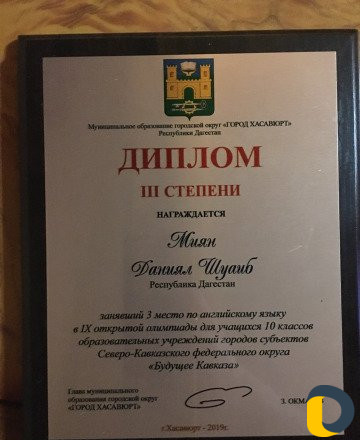 Муниципальное образование городской округ «ГОРОД ХАСАВЮРТ»
Республики Дагестан
ДИПЛОМ
III СТЕПЕНИ
НАГРАЖДАЕТСЯ
Миян
Даниял Шуаиб
Республика Дагестан
занявший 3 место по английскому языку
в IX открытой олимпиады для учащихся 10 классов
образовательных учреждений городов субъектов
Северо-Кавказского федерального округа
«Будущее Кавказа»
Глава муниципального
образования городской округ
«ГОРОД ХАСАВЮРТ»
З. ОКМА
г.Хасавюрт - 2019г.